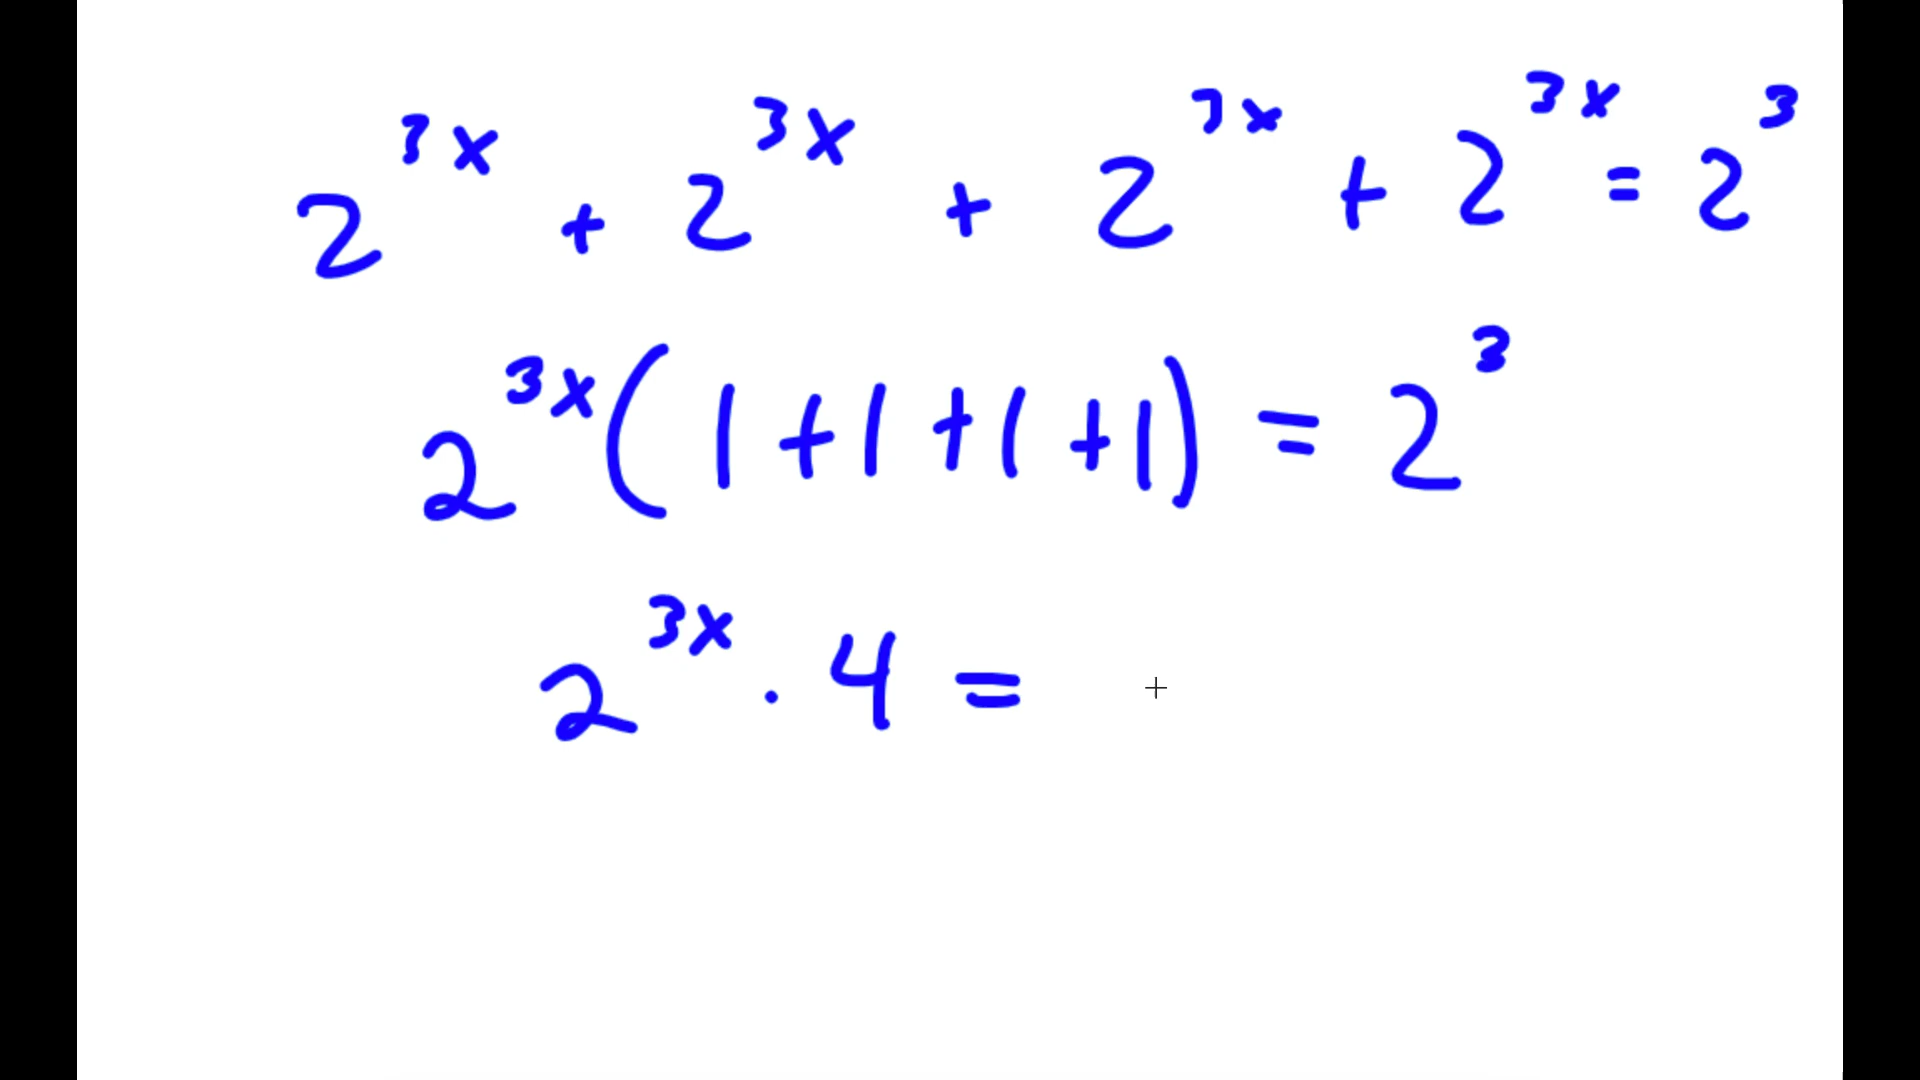 2^{3x} + 2^{3x} + 2^{3x} + 2^{3x} = 2^3
2^{3x} (1 + 1 + 1 + 1) = 2^3
2^{3x} · 4 =